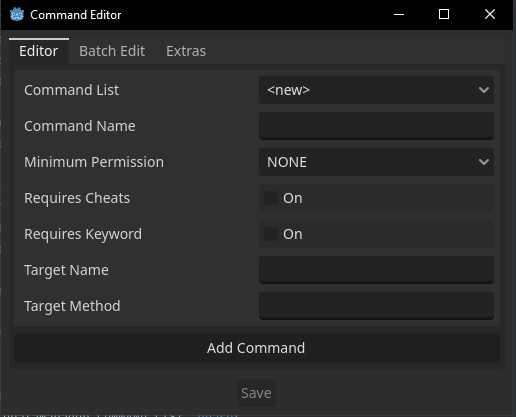 Command Editor
Editor Batch Edit Extras
Command List <new>
Command Name
Minimum Permission NONE
Requires Cheats On
Requires Keyword On
Target Name
Target Method
Add Command
Save